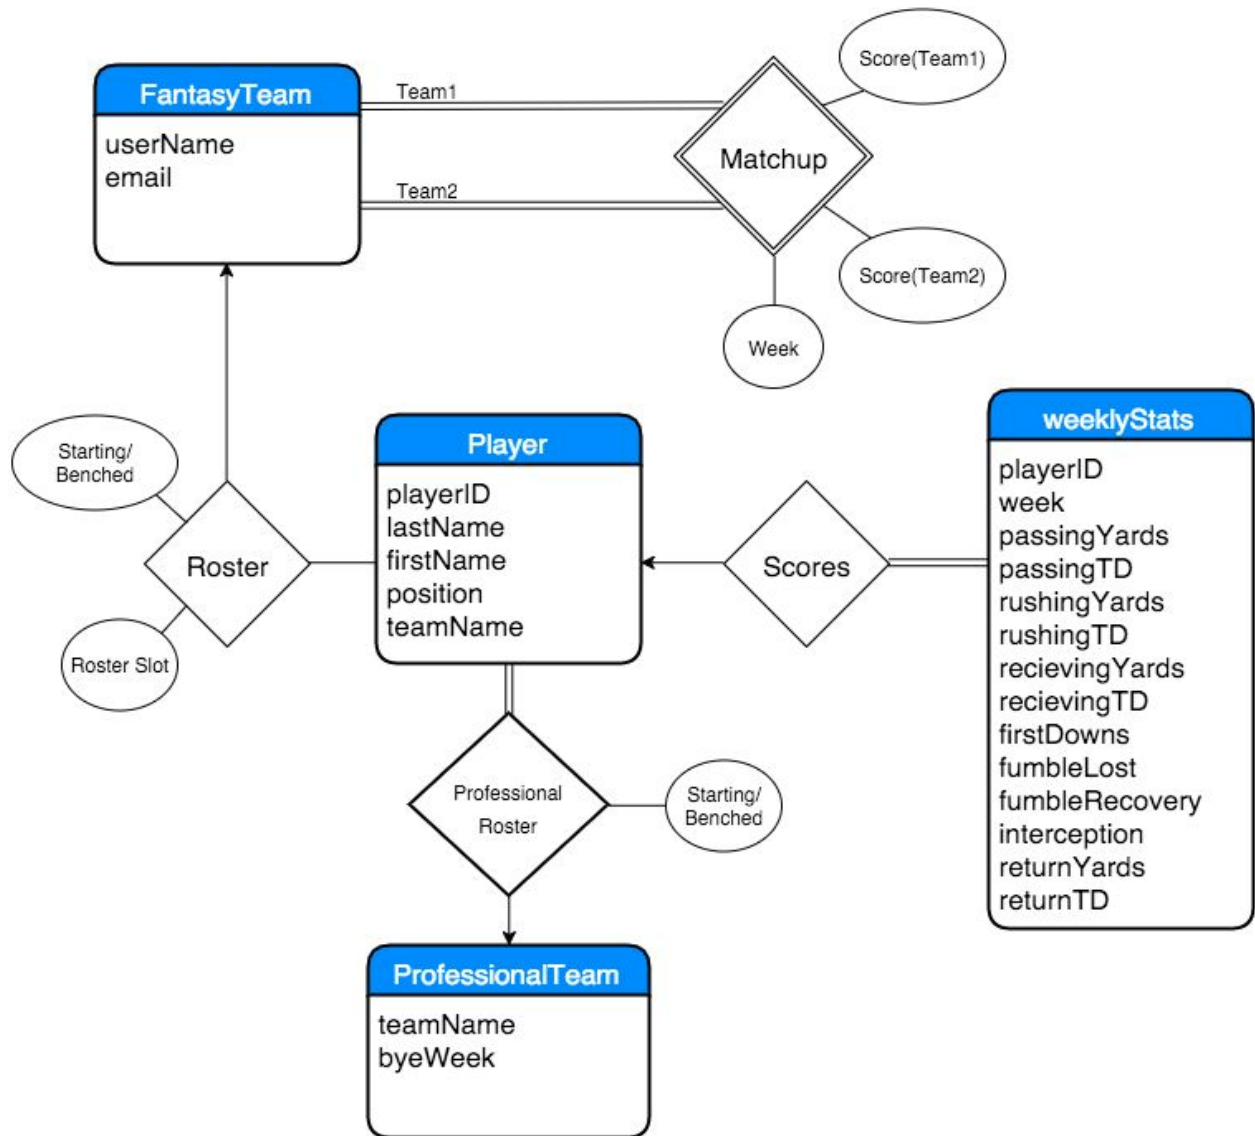 FantasyTeam
userName
email
Team1
Team2
Matchup
Score(Team1)
Score(Team2)
Week
Starting/
Benched
Roster
Roster Slot
Player
playerID
lastName
firstName
position
teamName
Scores
weeklyStats
playerID
week
passingYards
passingTD
rushingYards
rushingTD
recievingYards
recievingTD
firstDowns
fumbleLost
fumbleRecovery
interception
returnYards
returnTD
Professional
Roster
Starting/
Benched
ProfessionalTeam
teamName
byeWeek